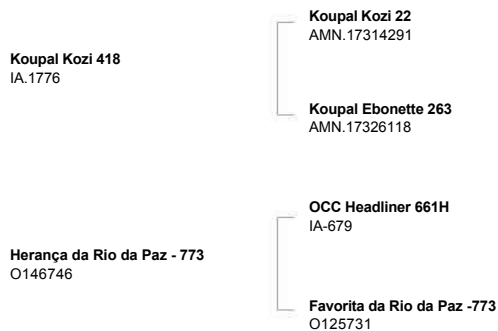 Koupal Kozi 22
AMN.17314291
Koupal Kozi 418
IA.1776
Koupal Ebonette 263
AMN.17326118
OCC Headliner 661H
IA-679
Herança da Rio da Paz - 773
O146746
Favorita da Rio da Paz -773
O125731